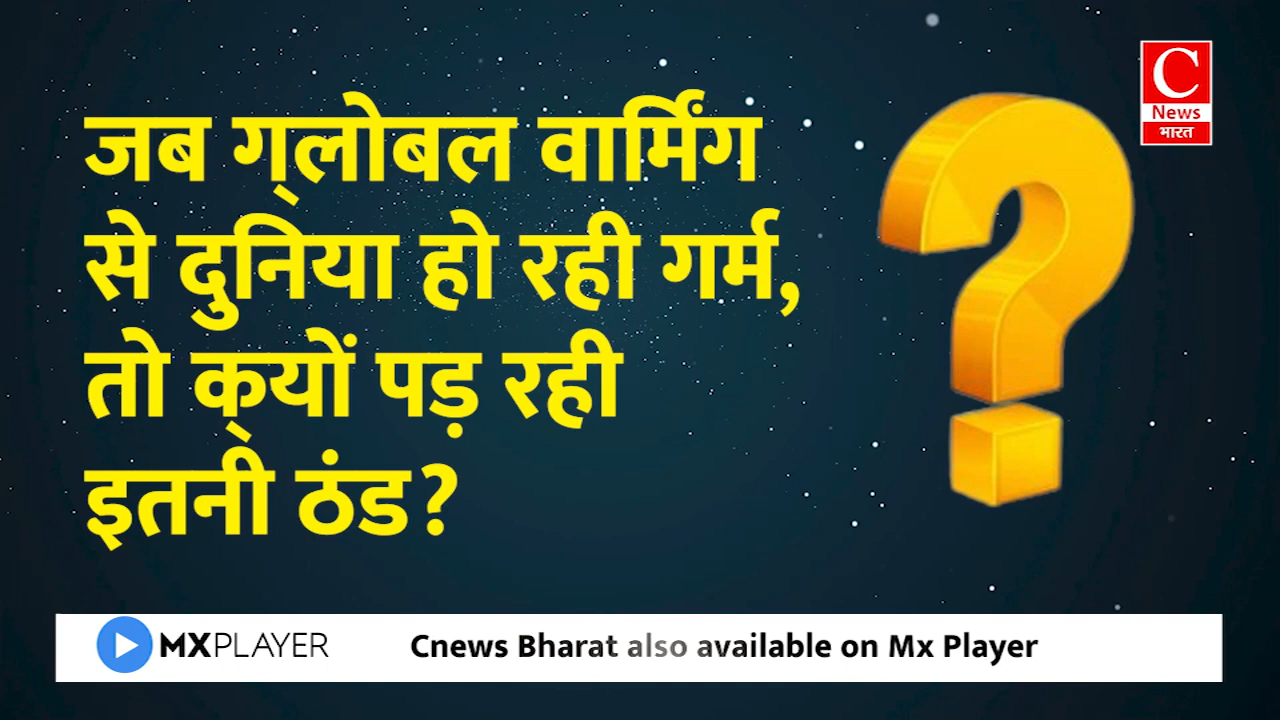 जब ग्लोबल वार्मिंग
से दुनिया हो रही गर्म,
तो क्यों पड़ रही
इतनी ठंड?
?
C
News
भारत
MXPLAYER
Cnews Bharat also available on Mx Player